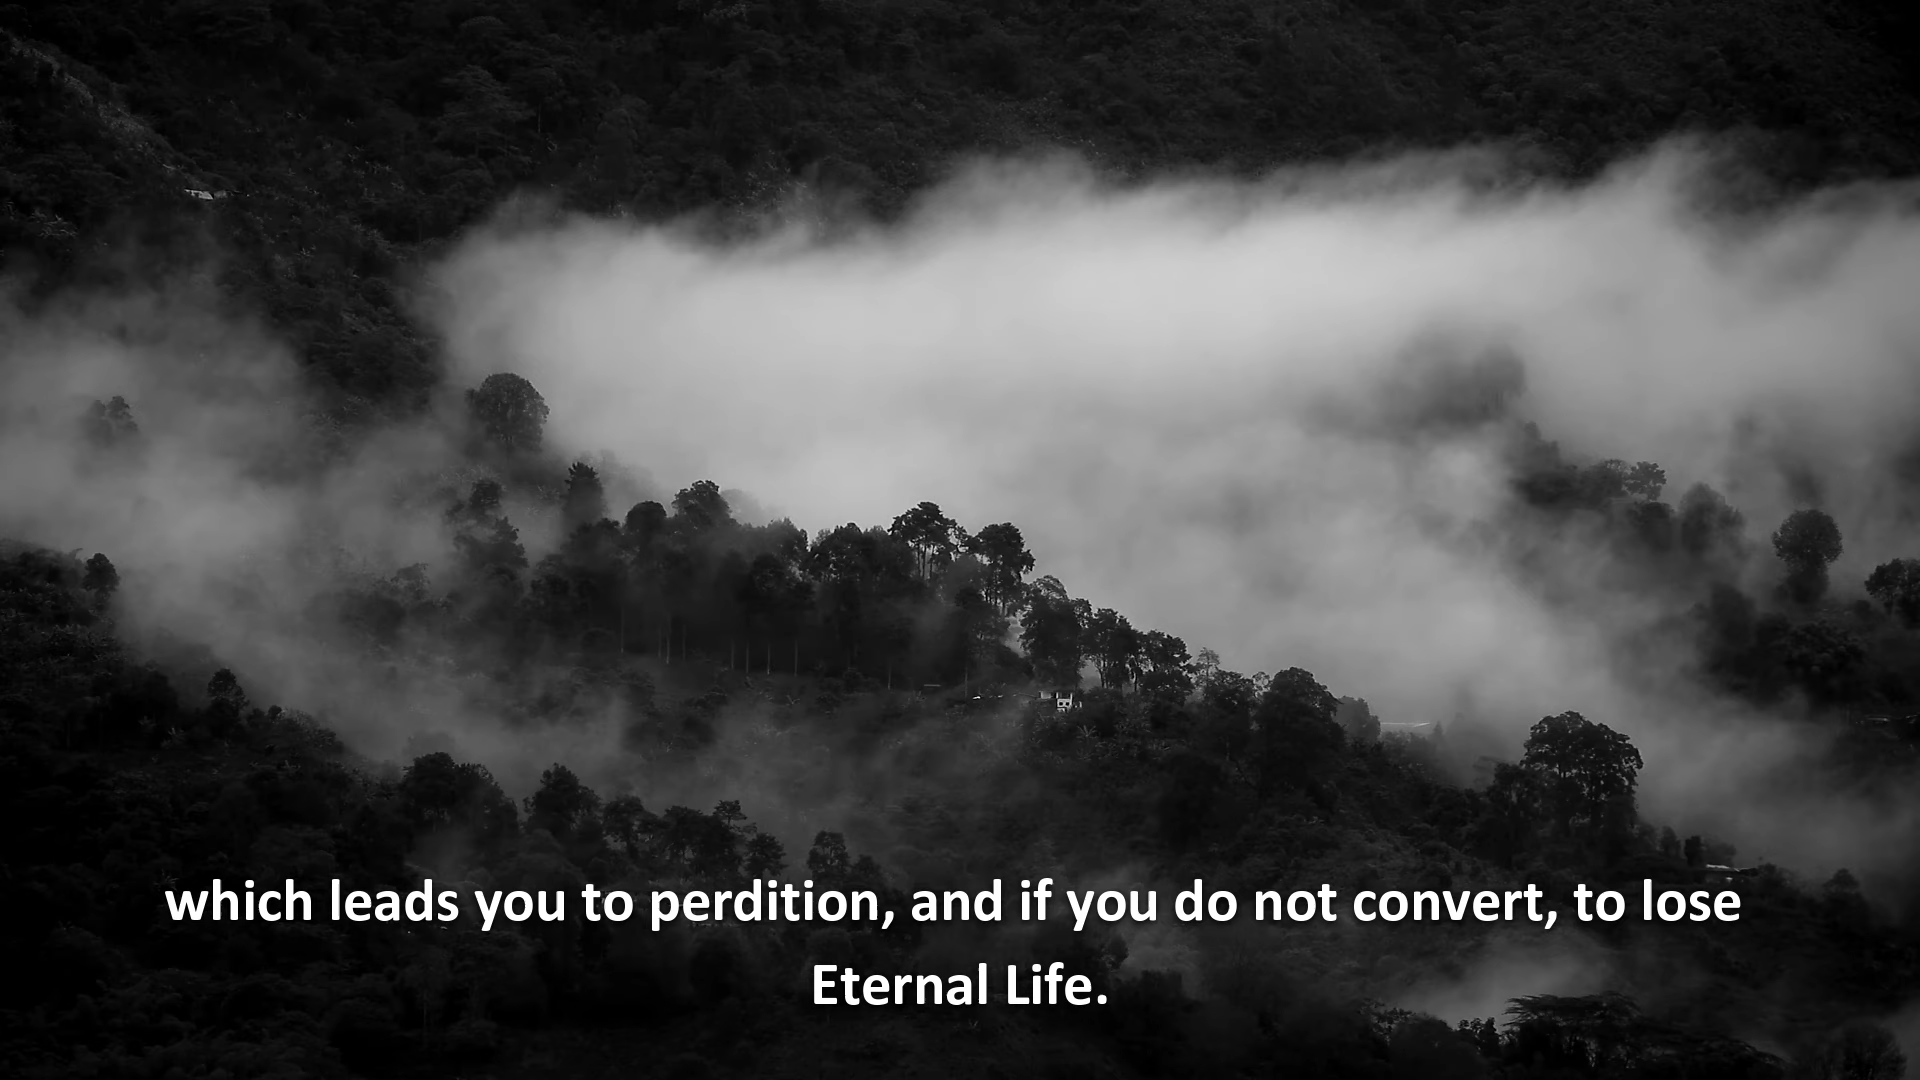 which leads you to perdition, and if you do not convert, to lose
Eternal Life.